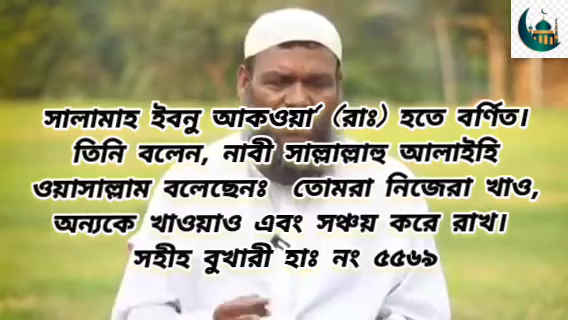 সালামাহ ইবনু আকওয়া' (রাঃ) হতে বর্ণিত।
তিনি বলেন, নাবী সাল্লাল্লাহু আলাইহি
ওয়াসাল্লাম বলেছেনঃ তোমরা নিজেরা খাও,
অন্যকে খাওয়াও এবং সঞ্চয় করে রাখ।
সহীহ বুখারী হাঃ নং ৫৫৬৯